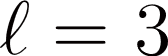 ℓ = 3